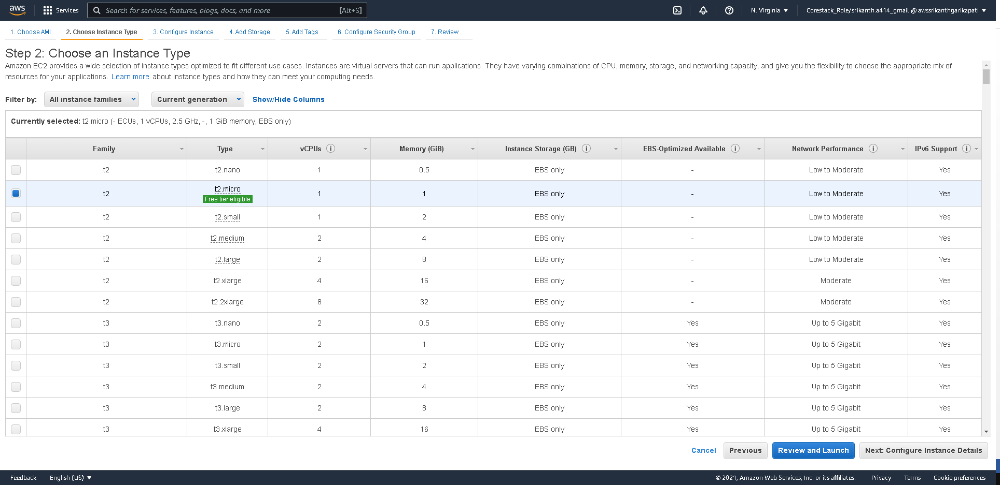 aws Services Search for services, features, blogs, docs, and more [Alt+S] N. Virginia Corestack_Role/srikanth.a414_gmail @ awssrikanthgarikapati
1. Choose AMI 2. Choose Instance Type 3. Configure Instance 4. Add Storage 5. Add Tags 6. Configure Security Group 7. Review
Step 2: Choose an Instance Type
Amazon EC2 provides a wide selection of instance types optimized to fit different use cases. Instances are virtual servers that can run applications. They have varying combinations of CPU, memory, storage, and networking capacity, and give you the flexibility to choose the appropriate mix of
resources for your applications. Learn more about instance types and how they can meet your computing needs.
Filter by: All instance families Current generation Show/Hide Columns
Currently selected: t2.micro (- ECUs, 1 vCPUs, 2.5 GHz, -, 1 GiB memory, EBS only)
Family Type vCPUs Memory (GiB) Instance Storage (GB) EBS-Optimized Available Network Performance IPv6 Support
t2 t2.nano 1 0.5 EBS only - Low to Moderate Yes
t2 t2.micro 1 1 EBS only - Low to Moderate Yes
Free tier eligible
t2 t2.small 1 2 EBS only - Low to Moderate Yes
t2 t2.medium 2 4 EBS only - Low to Moderate Yes
t2 t2.large 2 8 EBS only - Low to Moderate Yes
t2 t2.xlarge 4 16 EBS only - Moderate Yes
t2 t2.2xlarge 8 32 EBS only - Moderate Yes
t3 t3.nano 2 0.5 EBS only Yes Up to 5 Gigabit Yes
t3 t3.micro 2 1 EBS only Yes Up to 5 Gigabit Yes
t3 t3.small 2 2 EBS only Yes Up to 5 Gigabit Yes
t3 t3.medium 2 4 EBS only Yes Up to 5 Gigabit Yes
t3 t3.large 2 8 EBS only Yes Up to 5 Gigabit Yes
t3 t3.xlarge 4 16 EBS only Yes Up to 5 Gigabit Yes
Cancel Previous Review and Launch Next: Configure Instance Details
Feedback English (US) © 2021, Amazon Web Services, Inc. or its affiliates. Privacy Terms Cookie preferences